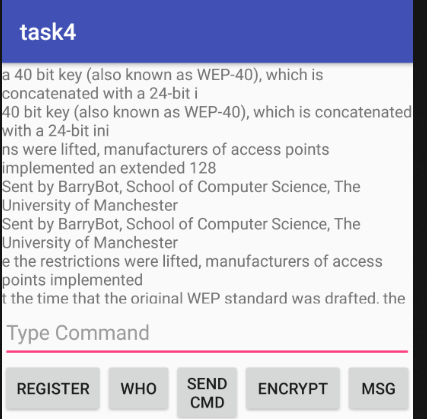 task4
a 40 bit key (also known as WEP-40), which is
concatenated with a 24-bit i
40 bit key (also known as WEP-40), which is concatenated
with a 24-bit ini
ns were lifted, manufacturers of access points
implemented an extended 128
Sent by BarryBot, School of Computer Science, The
University of Manchester
Sent by BarryBot, School of Computer Science, The
University of Manchester
e the restrictions were lifted, manufacturers of access
points implemented
t the time that the original WEP standard was drafted, the
Type Command
REGISTER
WHO
SEND
CMD
ENCRYPT
MSG